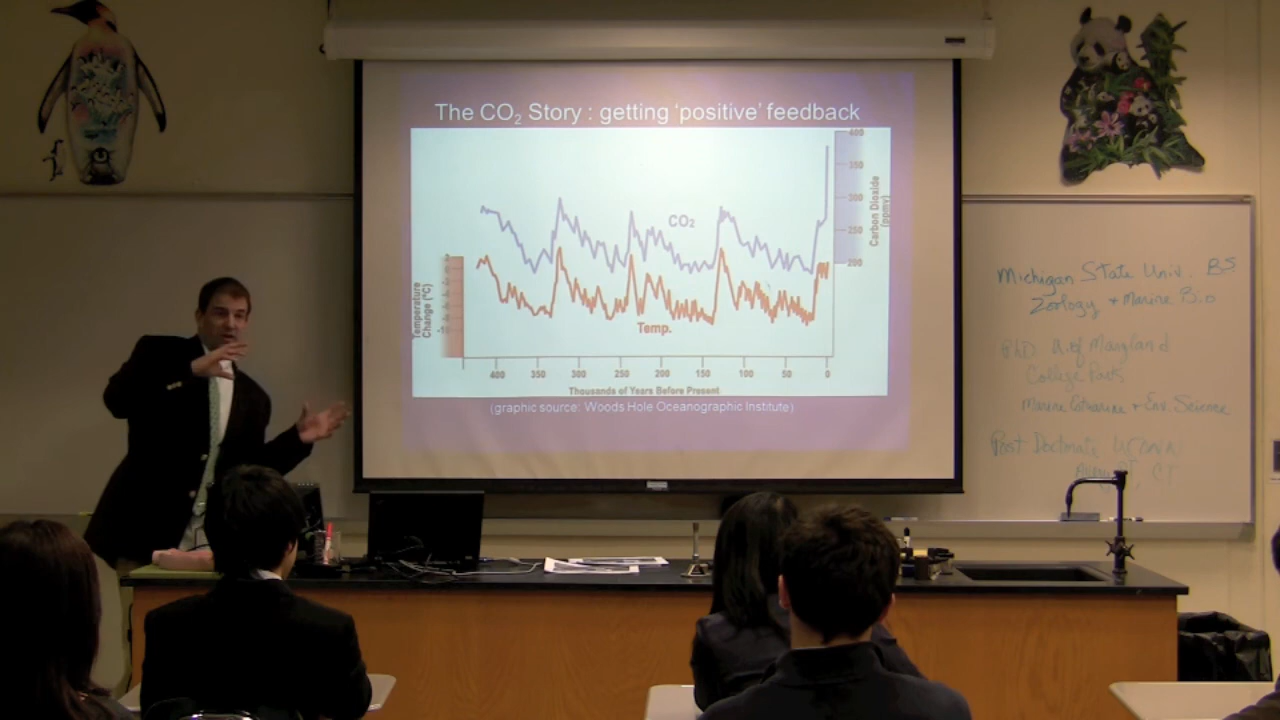 The CO₂ Story : getting 'positive' feedback
400
350
300
250
200
Carbon Dioxide
(ppmv)
CO₂
Temperature
Change (°C)
Temp.
400 350 300 250 200 150 100 50 0
Thousands of Years Before Present
(graphic source: Woods Hole Oceanographic Institute)
Michigan State Univ. BS
Zoology + Marine Bio
PhD: U. of Maryland
College Park
Marine Estuarine + Env. Science
Post Doctorate
CT